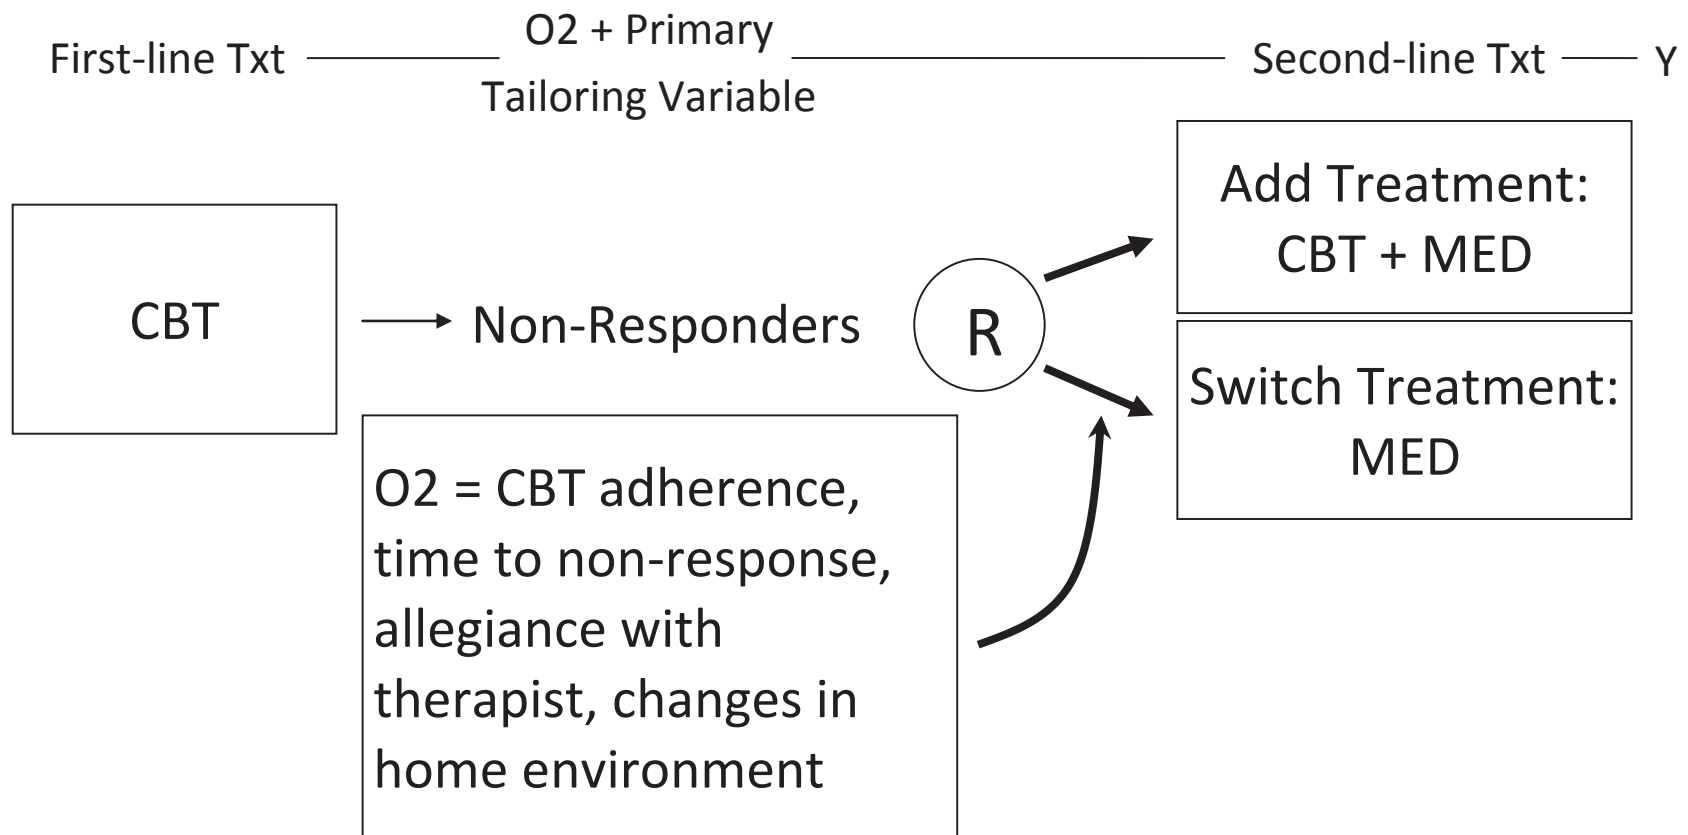 First-line Txt
O2 + Primary
Tailoring Variable
Second-line Txt
Y
CBT
Non-Responders
R
Add Treatment:
CBT + MED
Switch Treatment:
MED
O2 = CBT adherence,
time to non-response,
allegiance with
therapist, changes in
home environment